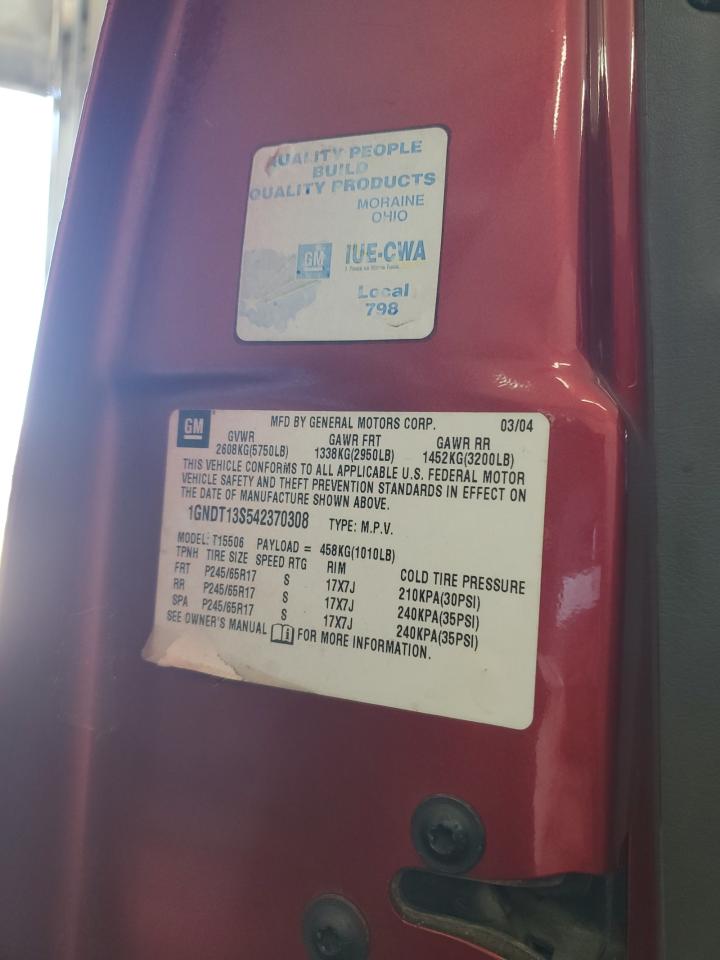 QUALITY PEOPLE
BUILD
QUALITY PRODUCTS
MORAINE
OHIO
GM
IUE-CWA
Local
798
GM
MFD BY GENERAL MOTORS CORP. 03/04
GVWR GAWR FRT GAWR RR
2608KG(5750LB) 1338KG(2950LB) 1452KG(3200LB)
THIS VEHICLE CONFORMS TO ALL APPLICABLE U.S. FEDERAL MOTOR
VEHICLE SAFETY AND THEFT PREVENTION STANDARDS IN EFFECT ON
THE DATE OF MANUFACTURE SHOWN ABOVE.
1GNDT13S542370308 TYPE: M.P.V.
MODEL: T15506 PAYLOAD = 458KG(1010LB)
TPNH TIRE SIZE SPEED RTG RIM COLD TIRE PRESSURE
FRT P245/65R17 S 17X7J 210KPA(30PSI)
RR P245/65R17 S 17X7J 240KPA(35PSI)
SPA P245/65R17 S 17X7J 240KPA(35PSI)
SEE OWNER'S MANUAL FOR MORE INFORMATION.